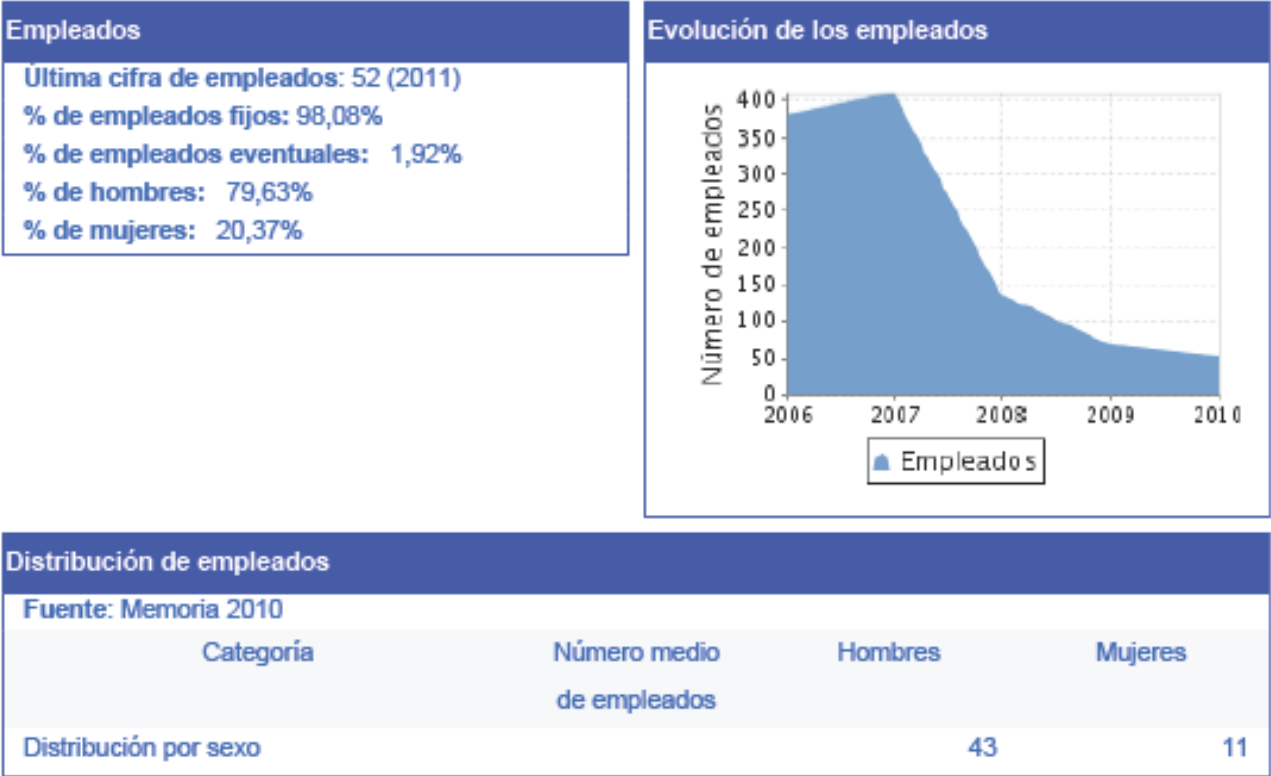 Empleados
Última cifra de empleados: 52 (2011)
% de empleados fijos: 98,08%
% de empleados eventuales: 1,92%
% de hombres: 79,63%
% de mujeres: 20,37%
Evolución de los empleados
Número de empleados
400
350
300
250
200
150
100
50
0
2006 2007 2008 2009 2010
Empleados
Distribución de empleados
Fuente: Memoria 2010
Categoría Número medio Hombres Mujeres
de empleados
Distribución por sexo 43 11